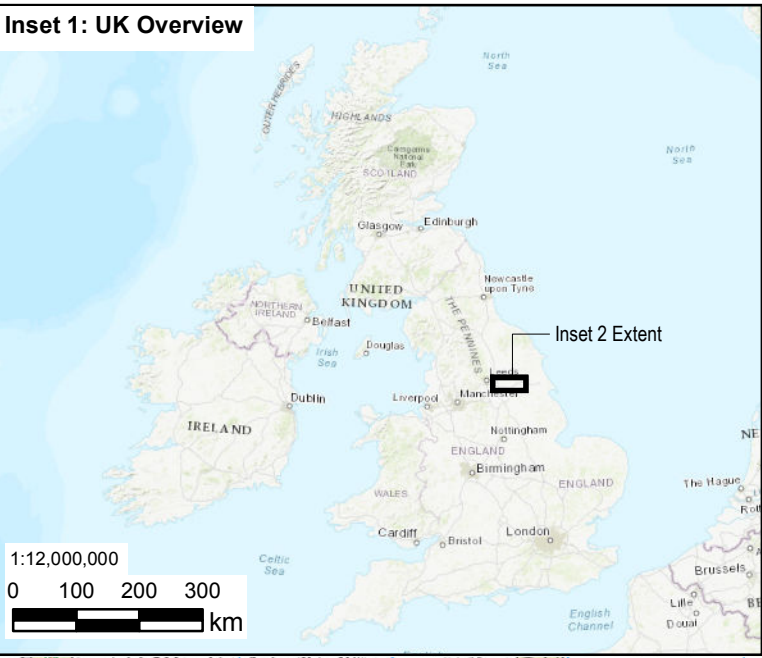 Inset 1: UK Overview
North
Sea
OUTER HEBRIDES
HIGHLANDS
Cairngorms
National
Park
SCOTLAND
North
Sea
Glasgow
Edinburgh
UNITED
KINGDOM
Newcastle
upon Tyne
NORTHERN
IRELAND
Belfast
THE PENNINES
Inset 2 Extent
Irish
Sea
Douglas
Leeds
Dublin
Liverpool
Manchester
IRELAND
Nottingham
NE
ENGLAND
Birmingham
ENGLAND
The Hague
WALES
Cardiff
Bristol
London
1:12,000,000
Celtic
Sea
Brussels
0 100 200 300
km
English
Channel
Lille
BE
Douai